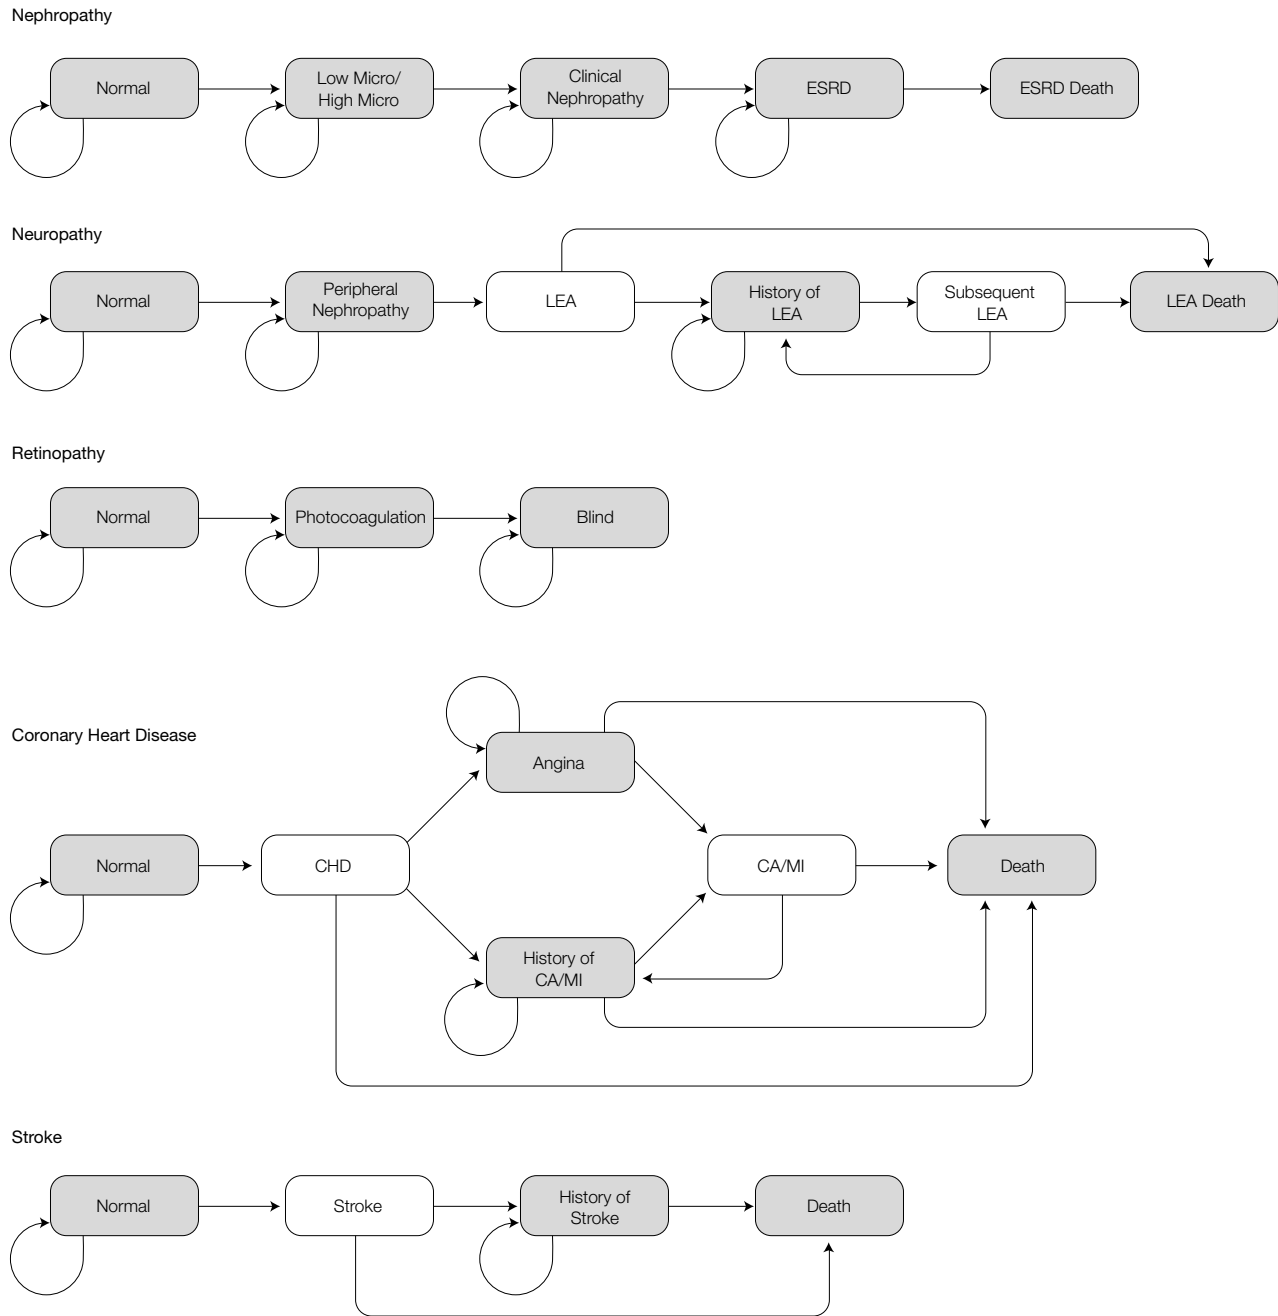 Nephropathy
Normal
Low Micro/
High Micro
Clinical
Nephropathy
ESRD
ESRD Death
Neuropathy
Normal
Peripheral
Nephropathy
LEA
History of
LEA
Subsequent
LEA
LEA Death
Retinopathy
Normal
Photocoagulation
Blind
Coronary Heart Disease
Angina
Normal
CHD
CA/MI
Death
History of
CA/MI
Stroke
Normal
Stroke
History of
Stroke
Death